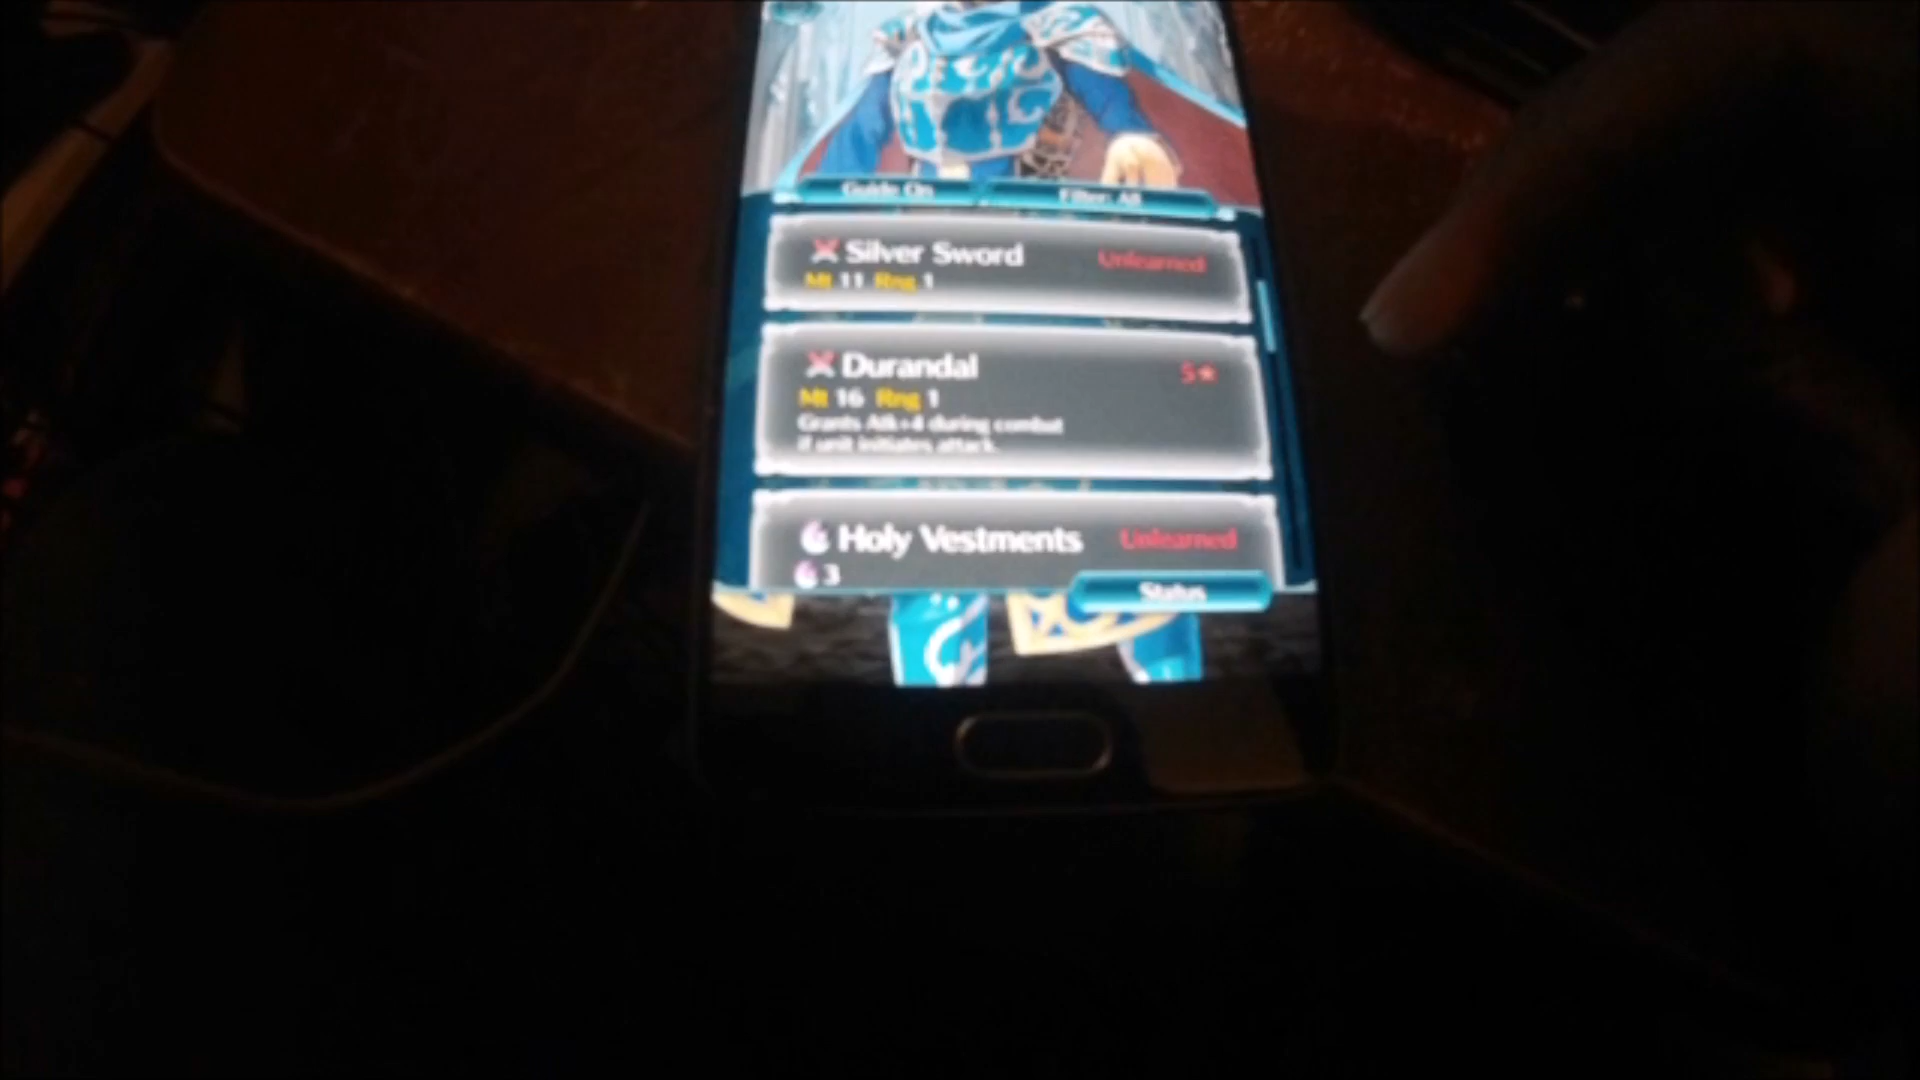 Guide On
Filter: All
Silver Sword
Unlearned
Mt 11 Rng 1
Durandal
5★
Mt 16 Rng 1
Grants Atk+4 during combat
if unit initiates attack.
Holy Vestments
Unlearned
3
Status